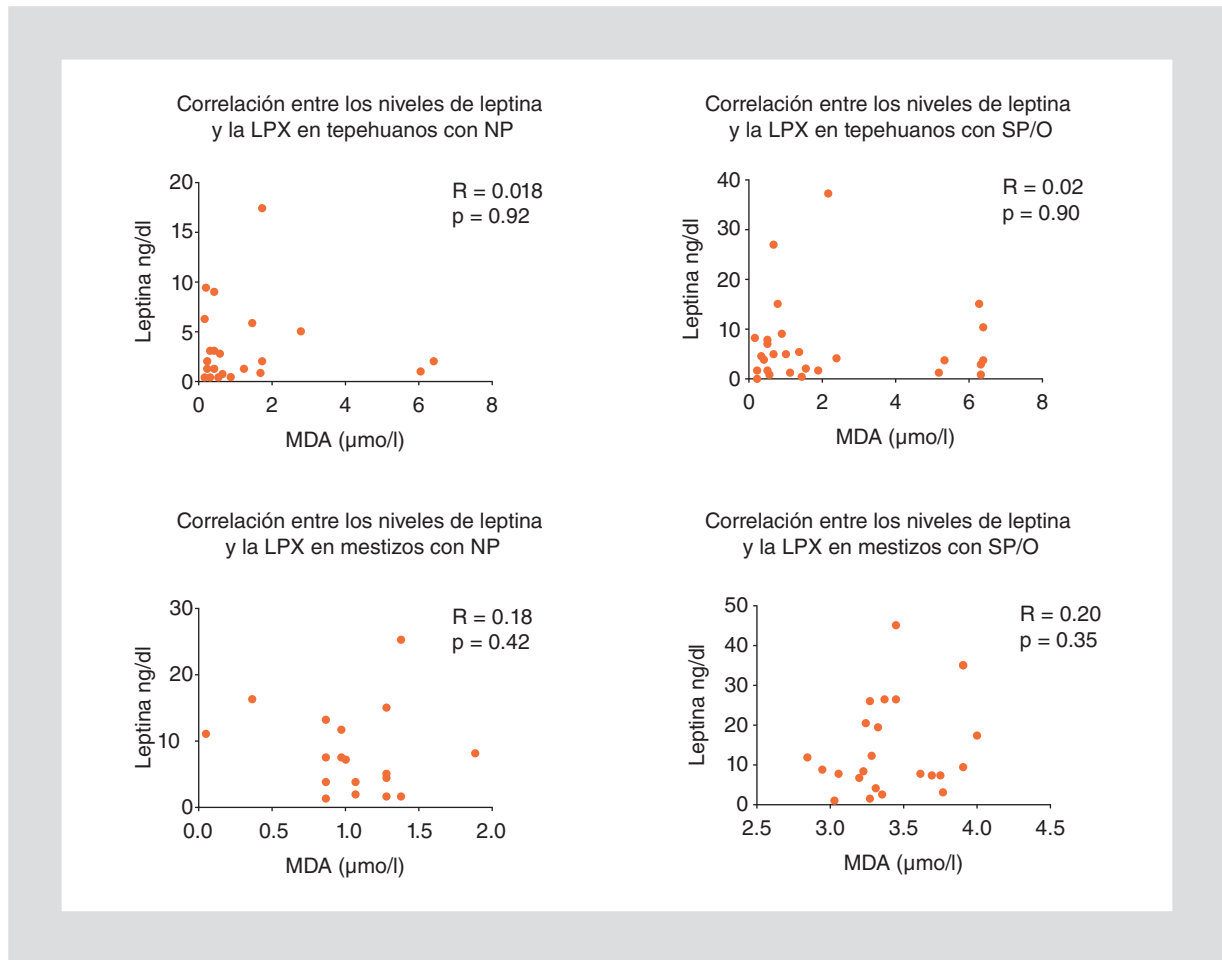 Correlación entre los niveles de leptina
y la LPX en tepehuanos con NP
R = 0.018
p = 0.92
20
15
10
5
0
Leptina ng/dl
0 2 4 6 8
MDA (µmo/l)
Correlación entre los niveles de leptina
y la LPX en tepehuanos con SP/O
R = 0.02
p = 0.90
40
30
20
10
0
Leptina ng/dl
0 2 4 6 8
MDA (µmo/l)
Correlación entre los niveles de leptina
y la LPX en mestizos con NP
R = 0.18
p = 0.42
30
20
10
0
Leptina ng/dl
0.0 0.5 1.0 1.5 2.0
MDA (µmo/l)
Correlación entre los niveles de leptina
y la LPX en mestizos con SP/O
R = 0.20
p = 0.35
50
40
30
20
10
0
Leptina ng/dl
2.5 3.0 3.5 4.0 4.5
MDA (µmo/l)